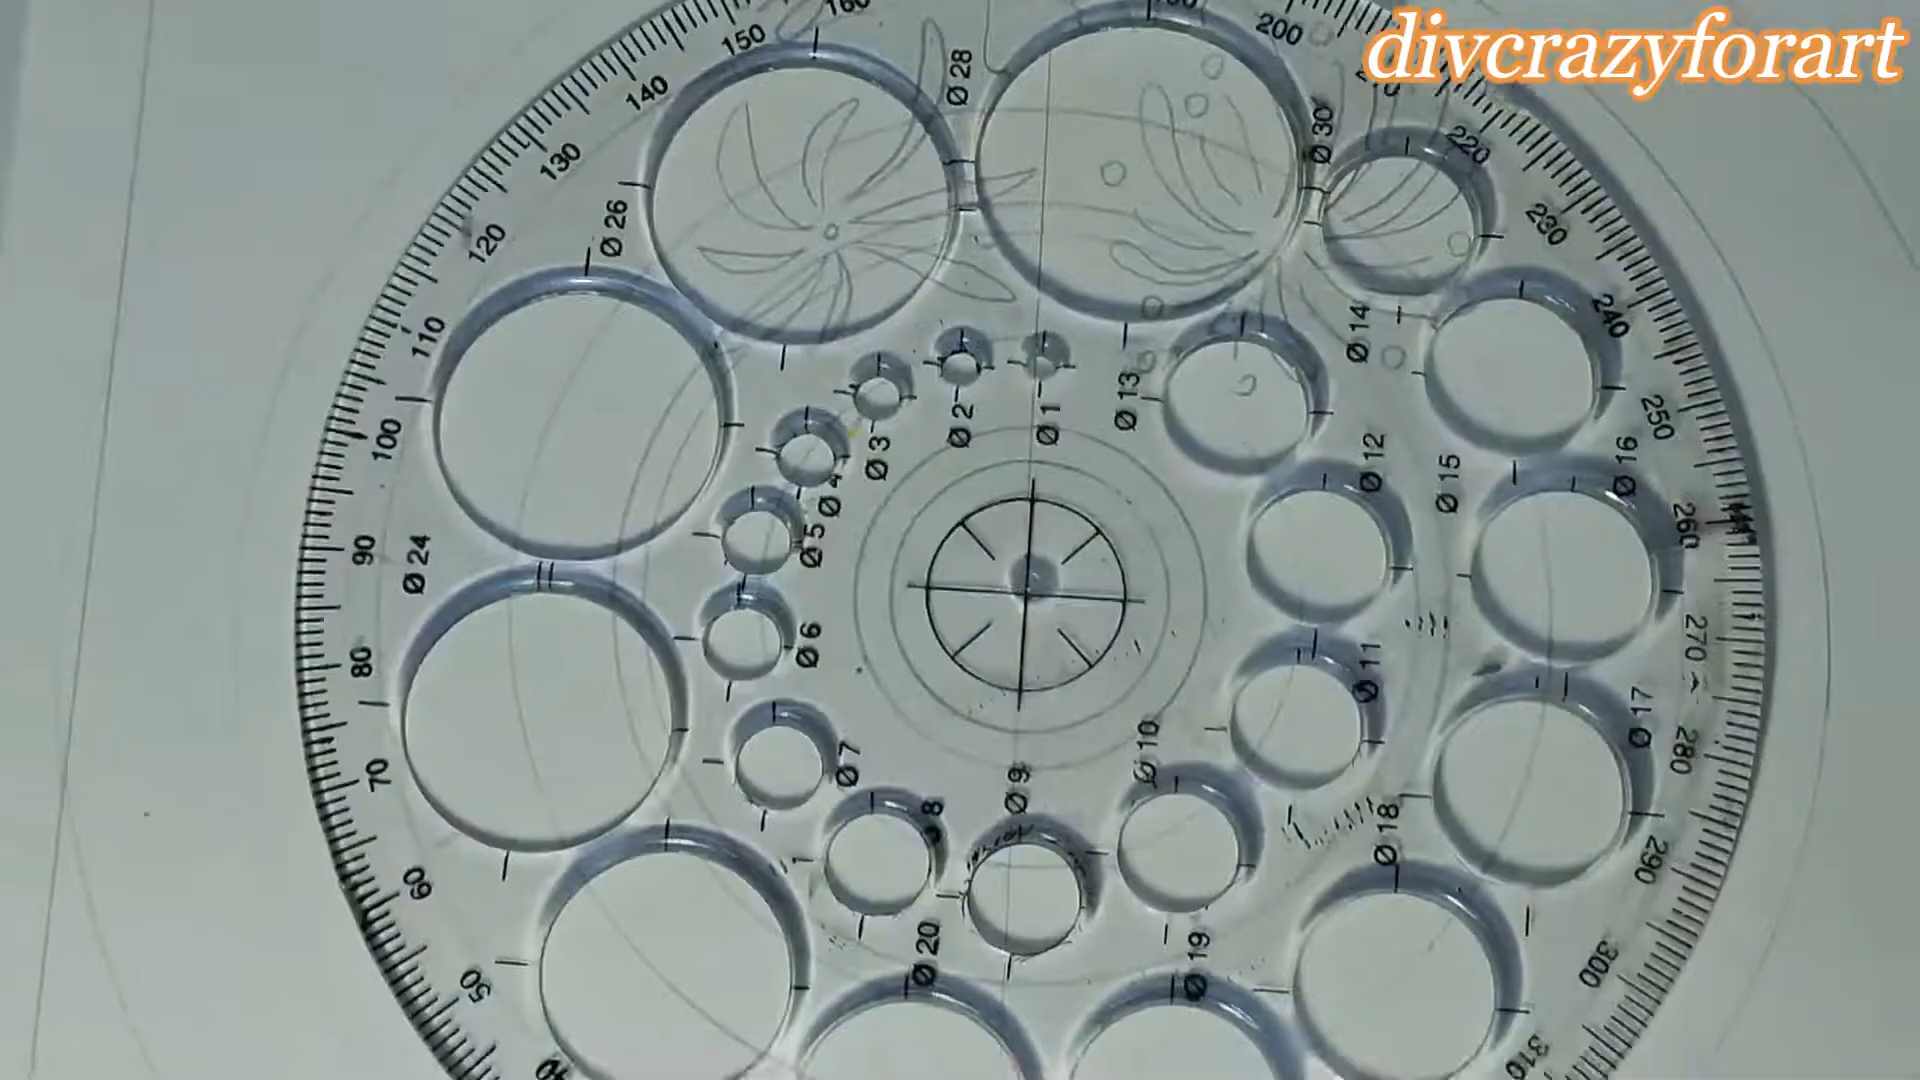 divcrazyforart
160
150
200
140
Ø 28
220
130
Ø 30
230
120
Ø 26
240
110
Ø 14
250
100
Ø 13
Ø 2
Ø 1
Ø 3
Ø 12
Ø 15
Ø 16
260
90
Ø 24
Ø 4
Ø 5
80
Ø 6
Ø 11
270
70
Ø 7
Ø 10
Ø 17
280
Ø 9
8
Ø 18
60
290
50
Ø 20
Ø 19
300
310